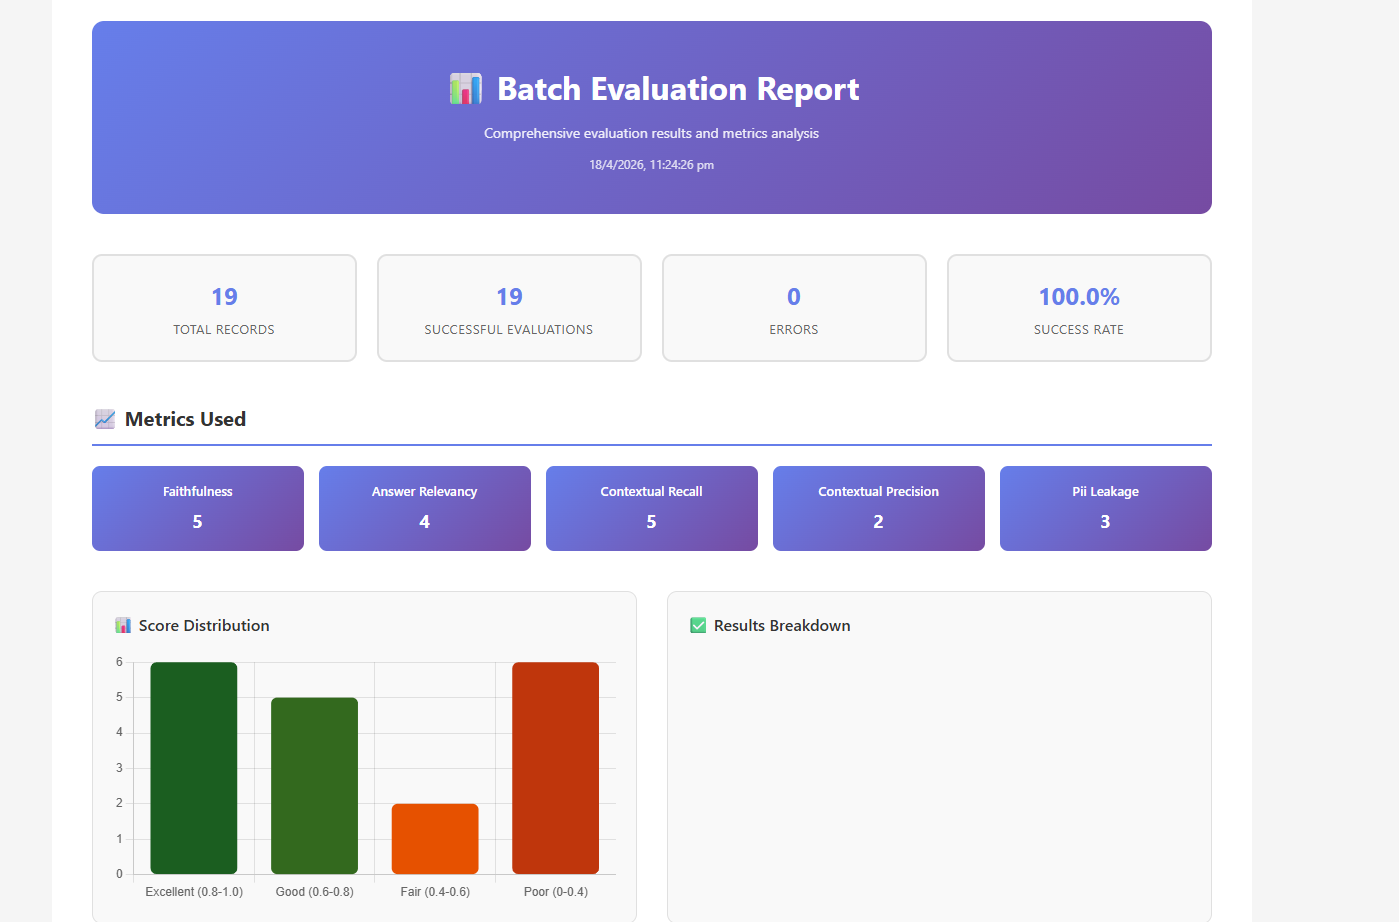 📊 Batch Evaluation Report
Comprehensive evaluation results and metrics analysis
18/4/2026, 11:24:26 pm
19
TOTAL RECORDS
19
SUCCESSFUL EVALUATIONS
0
ERRORS
100.0%
SUCCESS RATE
📈 Metrics Used
Faithfulness
5
Answer Relevancy
4
Contextual Recall
5
Contextual Precision
2
Pii Leakage
3
📊 Score Distribution
6
5
4
3
2
1
0
Excellent (0.8-1.0)
Good (0.6-0.8)
Fair (0.4-0.6)
Poor (0-0.4)
✅ Results Breakdown